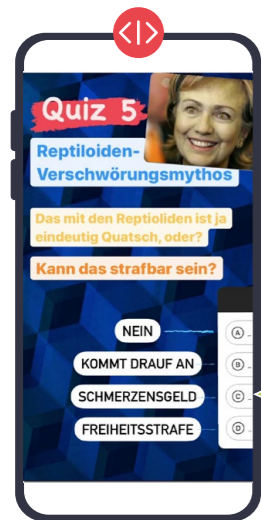 Quiz 5
Reptiloiden-
Verschwörungsmythos
Das mit den Reptioliden ist ja
eindeutig Quatsch, oder?
Kann das strafbar sein?
NEIN
A
KOMMT DRAUF AN
B
SCHMERZENSGELD
C
FREIHEITSSTRAFE
D